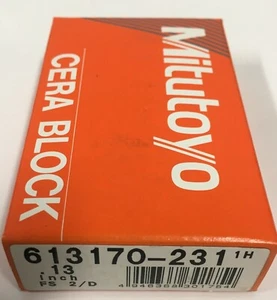 Mitutoyo
CERA BLOCK
613170-231 1H
.13
inch
FS 2/D